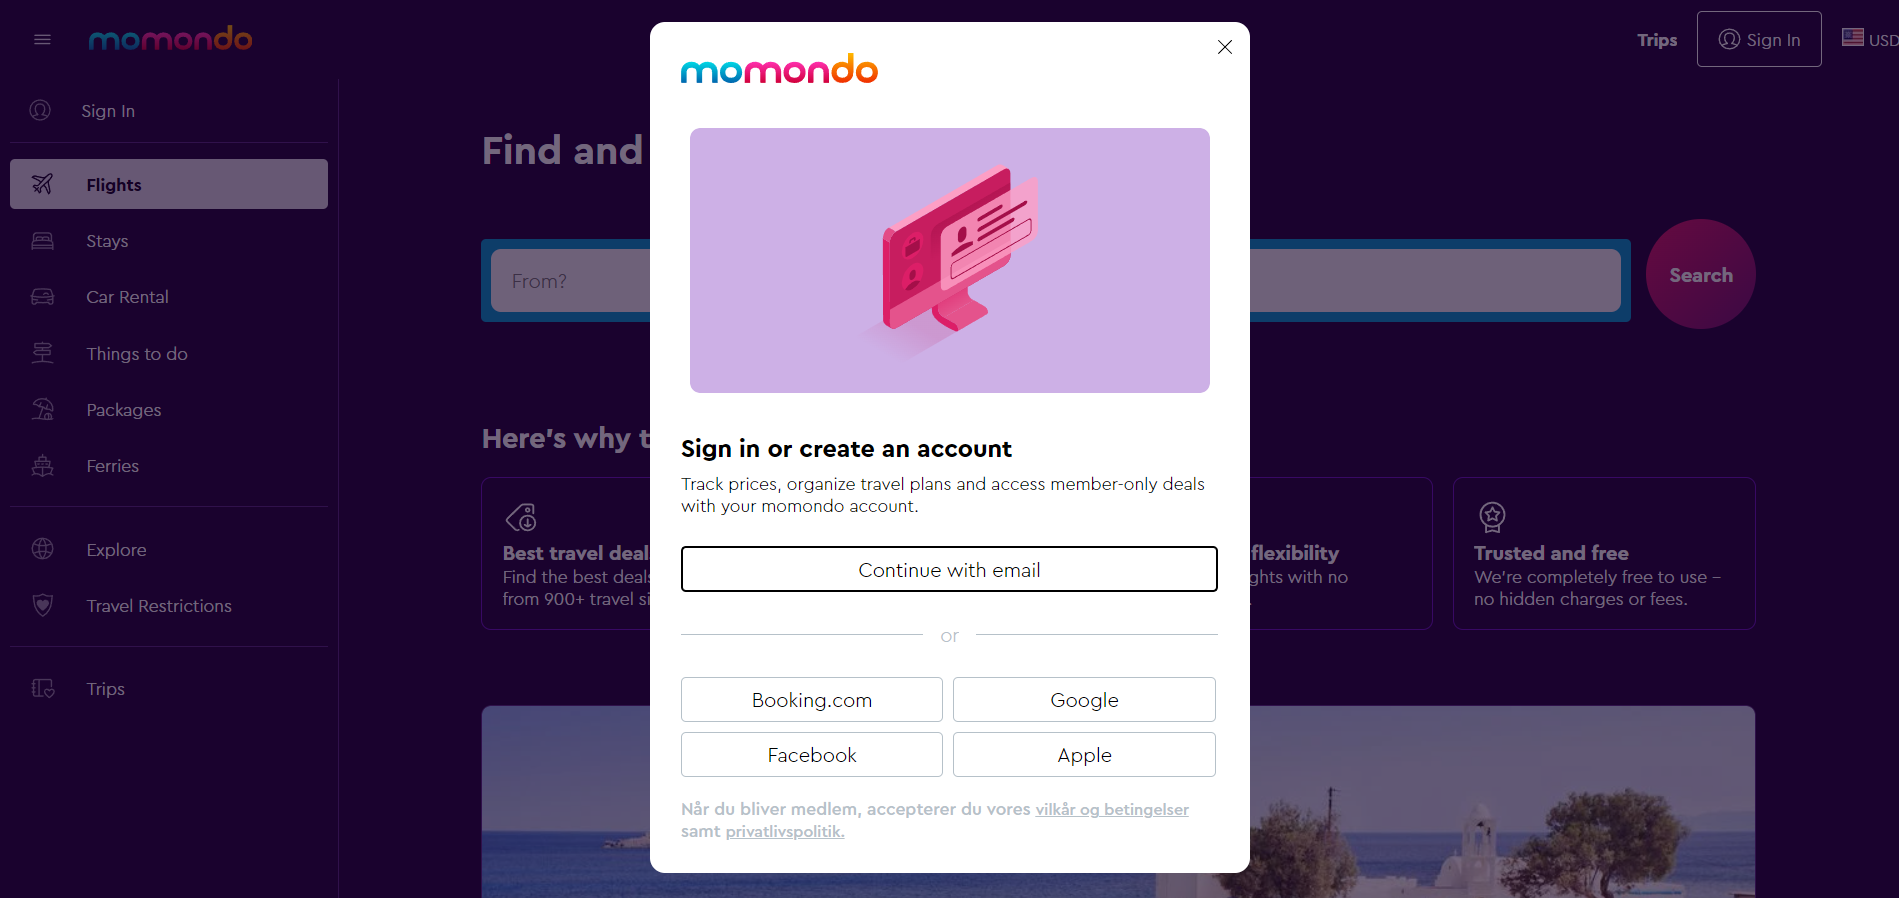 momondo
Trips
Sign In
USD
Sign In
Flights
Stays
Car Rental
Things to do
Packages
Ferries
Explore
Travel Restrictions
Trips
Find and
From?
Search
Here's why
Best travel
Find the best
from 900+ travel
flexibility
with no
Trusted and free
We're completely free to use –
no hidden charges or fees.
momondo
Sign in or create an account
Track prices, organize travel plans and access member-only deals
with your momondo account.
Continue with email
or
Booking.com
Google
Facebook
Apple
Når du bliver medlem, accepterer du vores vilkår og betingelser
samt privatlivspolitik.